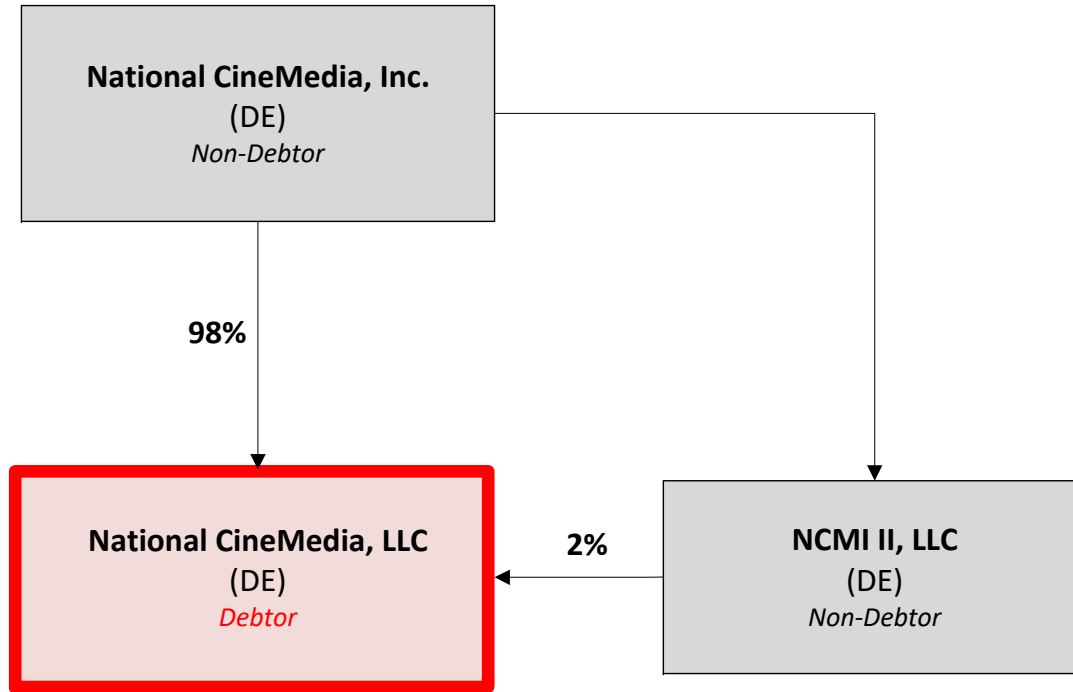 National CineMedia, Inc.
(DE)
Non-Debtor
98%
National CineMedia, LLC
(DE)
Debtor
2%
NCMI II, LLC
(DE)
Non-Debtor